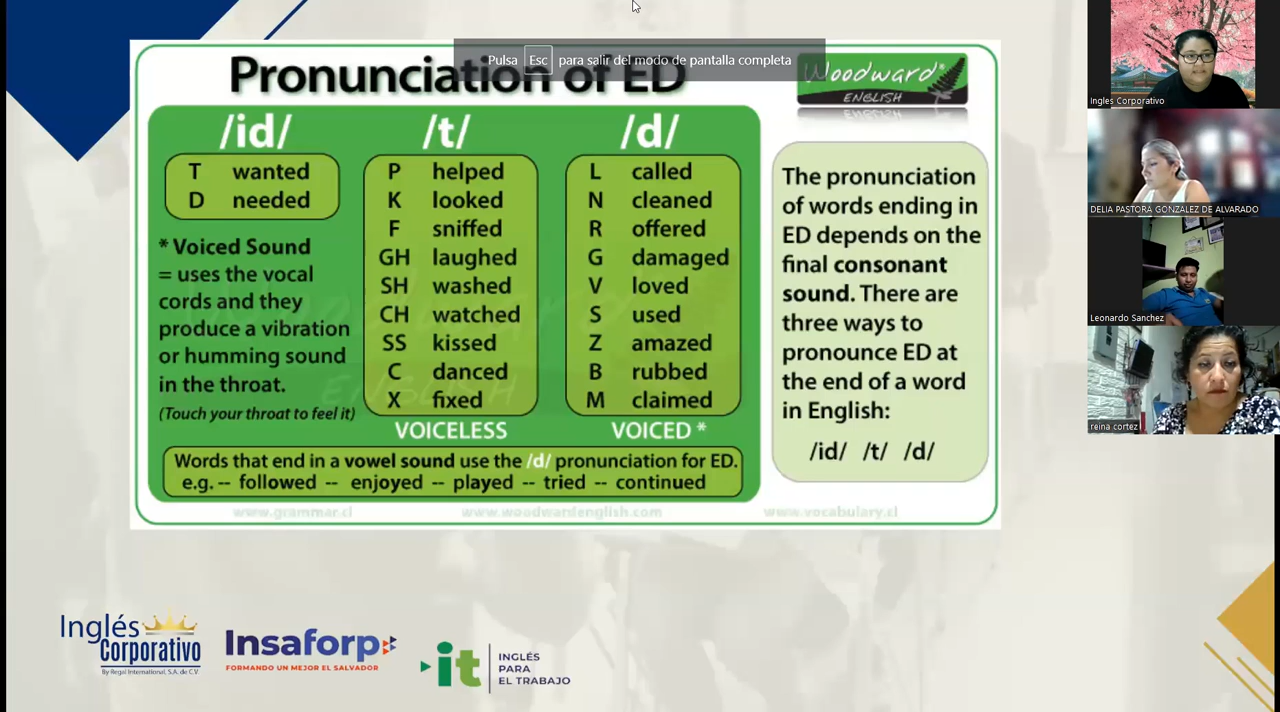 Pulsa Esc para salir del modo de pantalla completa
Pronunciation of ED
Woodward®
ENGLISH
/id/
T wanted
D needed
* Voiced Sound
= uses the vocal
cords and they
produce a vibration
or humming sound
in the throat.
(Touch your throat to feel it)
/t/
P helped
K looked
F sniffed
GH laughed
SH washed
CH watched
SS kissed
C danced
X fixed
VOICELESS
/d/
L called
N cleaned
R offered
G damaged
V loved
S used
Z amazed
B rubbed
M claimed
VOICED *
Words that end in a vowel sound use the /d/ pronunciation for ED.
e.g. -- followed -- enjoyed -- played -- tried -- continued
The pronunciation
of words ending in
ED depends on the
final consonant
sound. There are
three ways to
pronounce ED at
the end of a word
in English:
/id/ /t/ /d/
www.grammar.cl www.woodwardenglish.com www.vocabulary.cl
Inglés
Corporativo
By Regal International, S.A. de C.V.
Insaforp
FORMANDO UN MEJOR EL SALVADOR
it
INGLÉS
PARA
EL TRABAJO
Ingles Corporativo
DELIA PASTORA GONZALEZ DE ALVARADO
Leonardo Sanchez
reina cortez